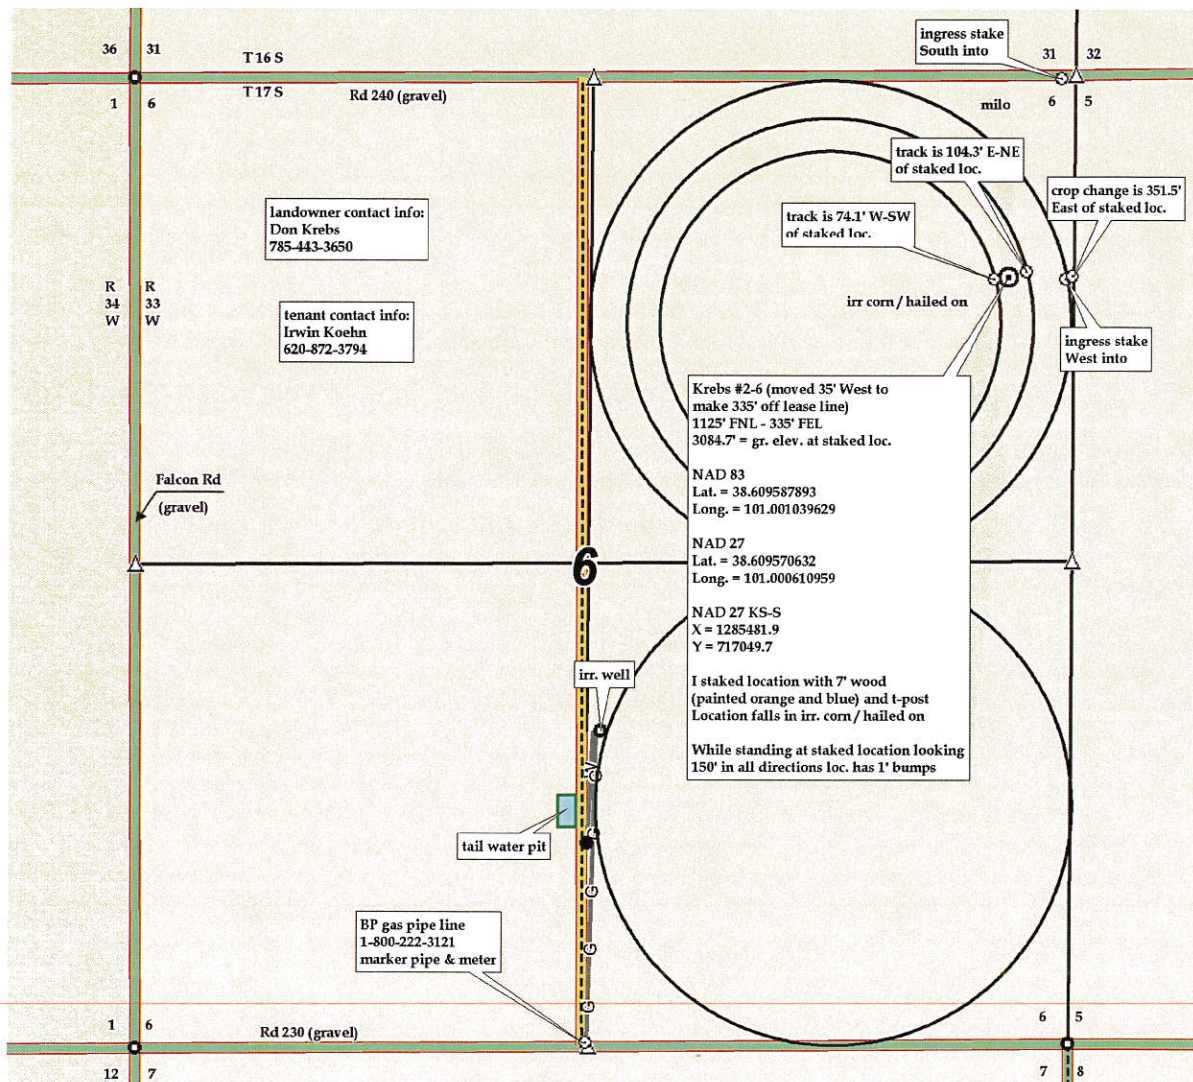 36 31
T 16 S
T 17 S
1 6
Rd 240 (gravel)
ingress stake
South into
31 32
6 5
milo
track is 104.3' E-NE
of staked loc.
crop change is 351.5'
East of staked loc.
landowner contact info:
Don Krebs
785-443-3650
track is 74.1' W-SW
of staked loc.
R R
34 33
W W
irr corn / hailed on
tenant contact info:
Irwin Koehn
620-872-3794
ingress stake
West into
Krebs #2-6 (moved 35' West to
make 335' off lease line)
1125' FNL - 335' FEL
3084.7' = gr. elev. at staked loc.
NAD 83
Lat. = 38.609587893
Long. = 101.001039629
NAD 27
Lat. = 38.609570632
Long. = 101.000610959
NAD 27 KS-S
X = 1285481.9
Y = 717049.7
I staked location with 7' wood
(painted orange and blue) and t-post
Location falls in irr. corn / hailed on
While standing at staked location looking
150' in all directions loc. has 1' bumps
Falcon Rd
(gravel)
6
irr. well
GV
G
G
G
G
tail water pit
BP gas pipe line
1-800-222-3121
marker pipe & meter
1 6
Rd 230 (gravel)
6 5
12 7
7 8